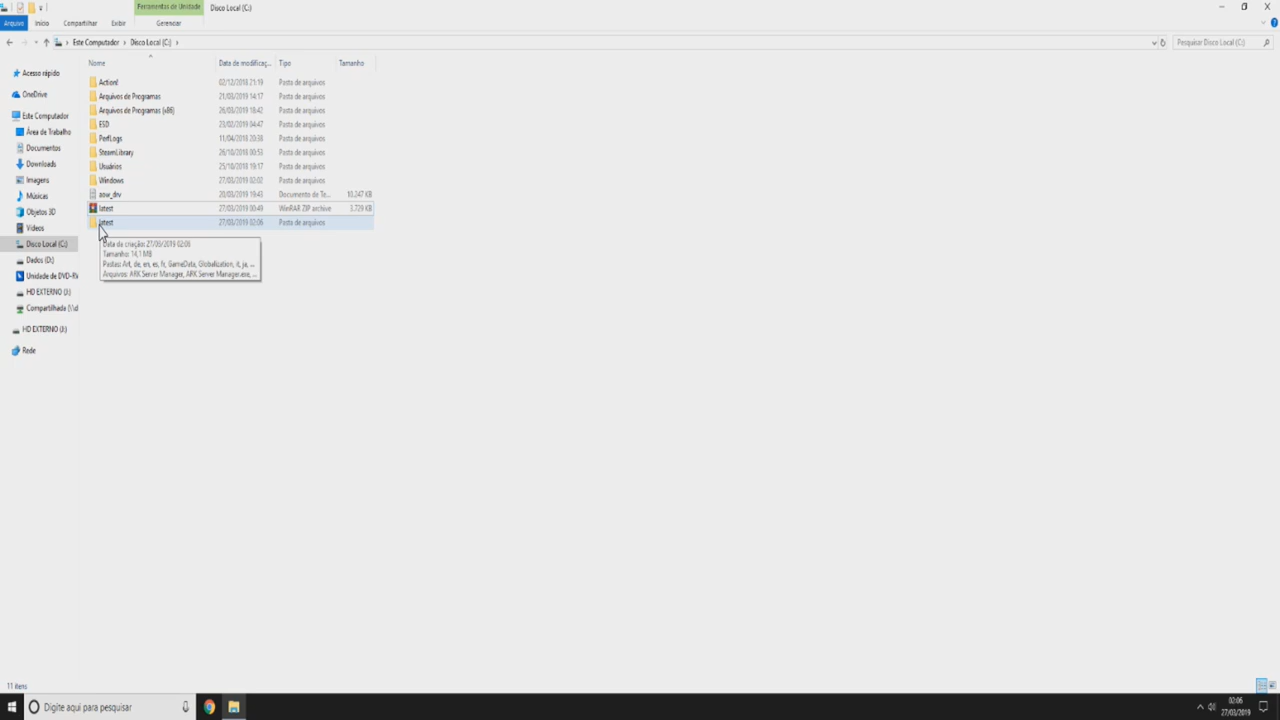 Ferramentas de Unidade
Disco Local (C:)
Arquivo
Início
Compartilhar
Exibir
Gerenciar
Este Computador
Disco Local (C:)
Pesquisar Disco Local (C:)
Nome
Data de modificaç...
Tipo
Tamanho
Acesso rápido
OneDrive
Este Computador
Área de Trabalho
Documentos
Downloads
Imagens
Músicas
Objetos 3D
Vídeos
Disco Local (C:)
Dados (D:)
Unidade de DVD-RW
HD EXTERNO (J:)
Compartilhada (\\d
HD EXTERNO (J:)
Rede
Action! 02/12/2018 21:19 Pasta de arquivos
Arquivos de Programas 21/03/2019 14:17 Pasta de arquivos
Arquivos de Programas (x86) 26/03/2019 18:42 Pasta de arquivos
ESD 23/02/2019 04:47 Pasta de arquivos
PerfLogs 11/04/2018 20:38 Pasta de arquivos
SteamLibrary 26/10/2018 00:53 Pasta de arquivos
Usuários 25/10/2018 19:17 Pasta de arquivos
Windows 27/03/2019 02:02 Pasta de arquivos
aow_drv 20/03/2019 19:43 Documento de Te... 10.247 KB
latest 27/03/2019 00:49 WinRAR ZIP archive 3.729 KB
latest 27/03/2019 02:06 Pasta de arquivos
Data da criação: 27/03/2019 02:06
Tamanho: 14,1 MB
Pastas: Art, de, en, es, fr, GameData, Globalization, it, ja, ...
Arquivos: ARK Server Manager, ARK Server Manager.exe, ...
11 itens
Digite aqui para pesquisar
02:06
27/03/2019